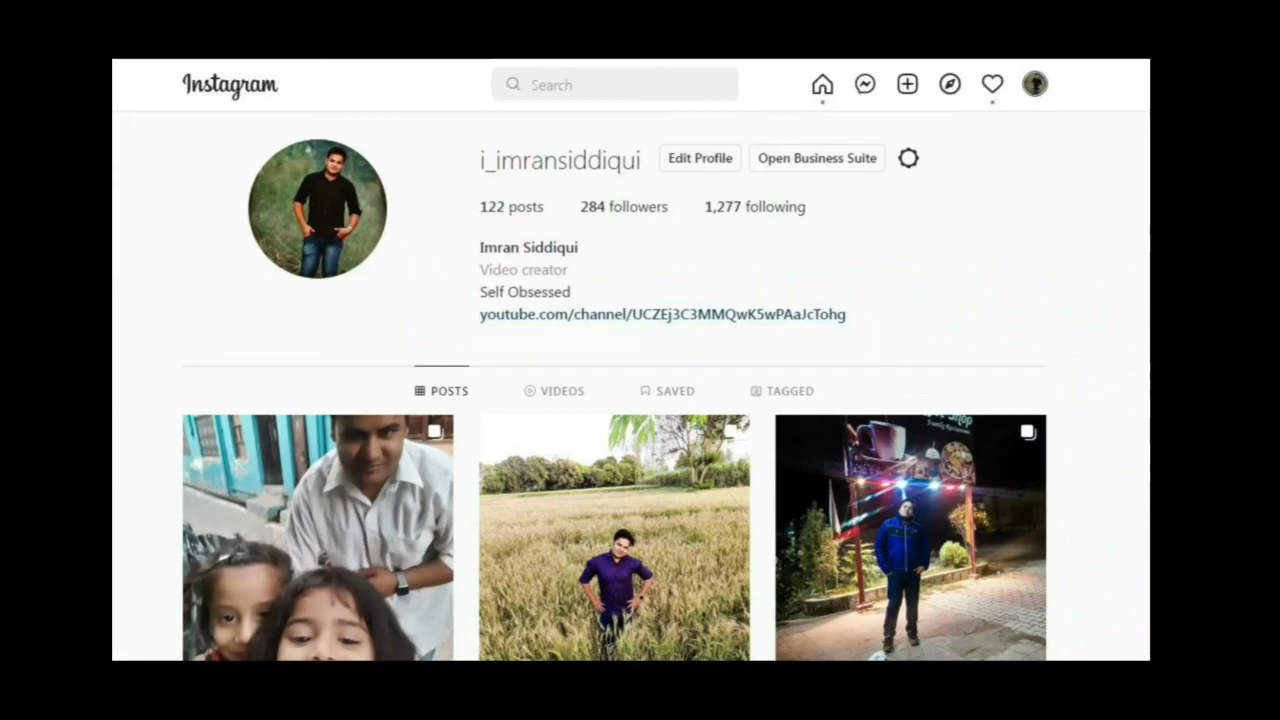 Instagram
Search
i_imransiddiqui Edit Profile Open Business Suite
122 posts 284 followers 1,277 following
Imran Siddiqui
Video creator
Self Obsessed
youtube.com/channel/UCZEj3C3MMQwK5wPAaJcTohg
POSTS VIDEOS SAVED TAGGED
Shop
Family Restaurant